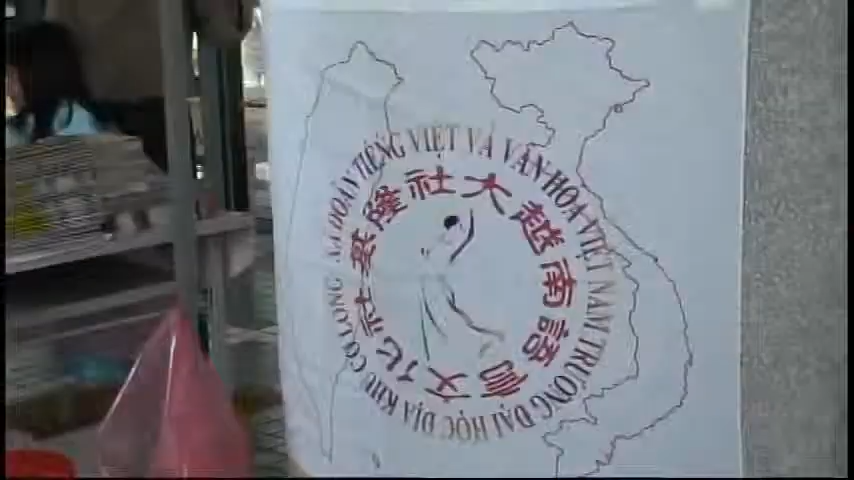 XÃ ĐOÀN TIẾNG VIỆT VÀ VĂN-HÓA VIỆT NAM TRƯỜNG ĐẠI HỌC ĐỊA KHU CƠ LONG
基隆社大越南語與文化社